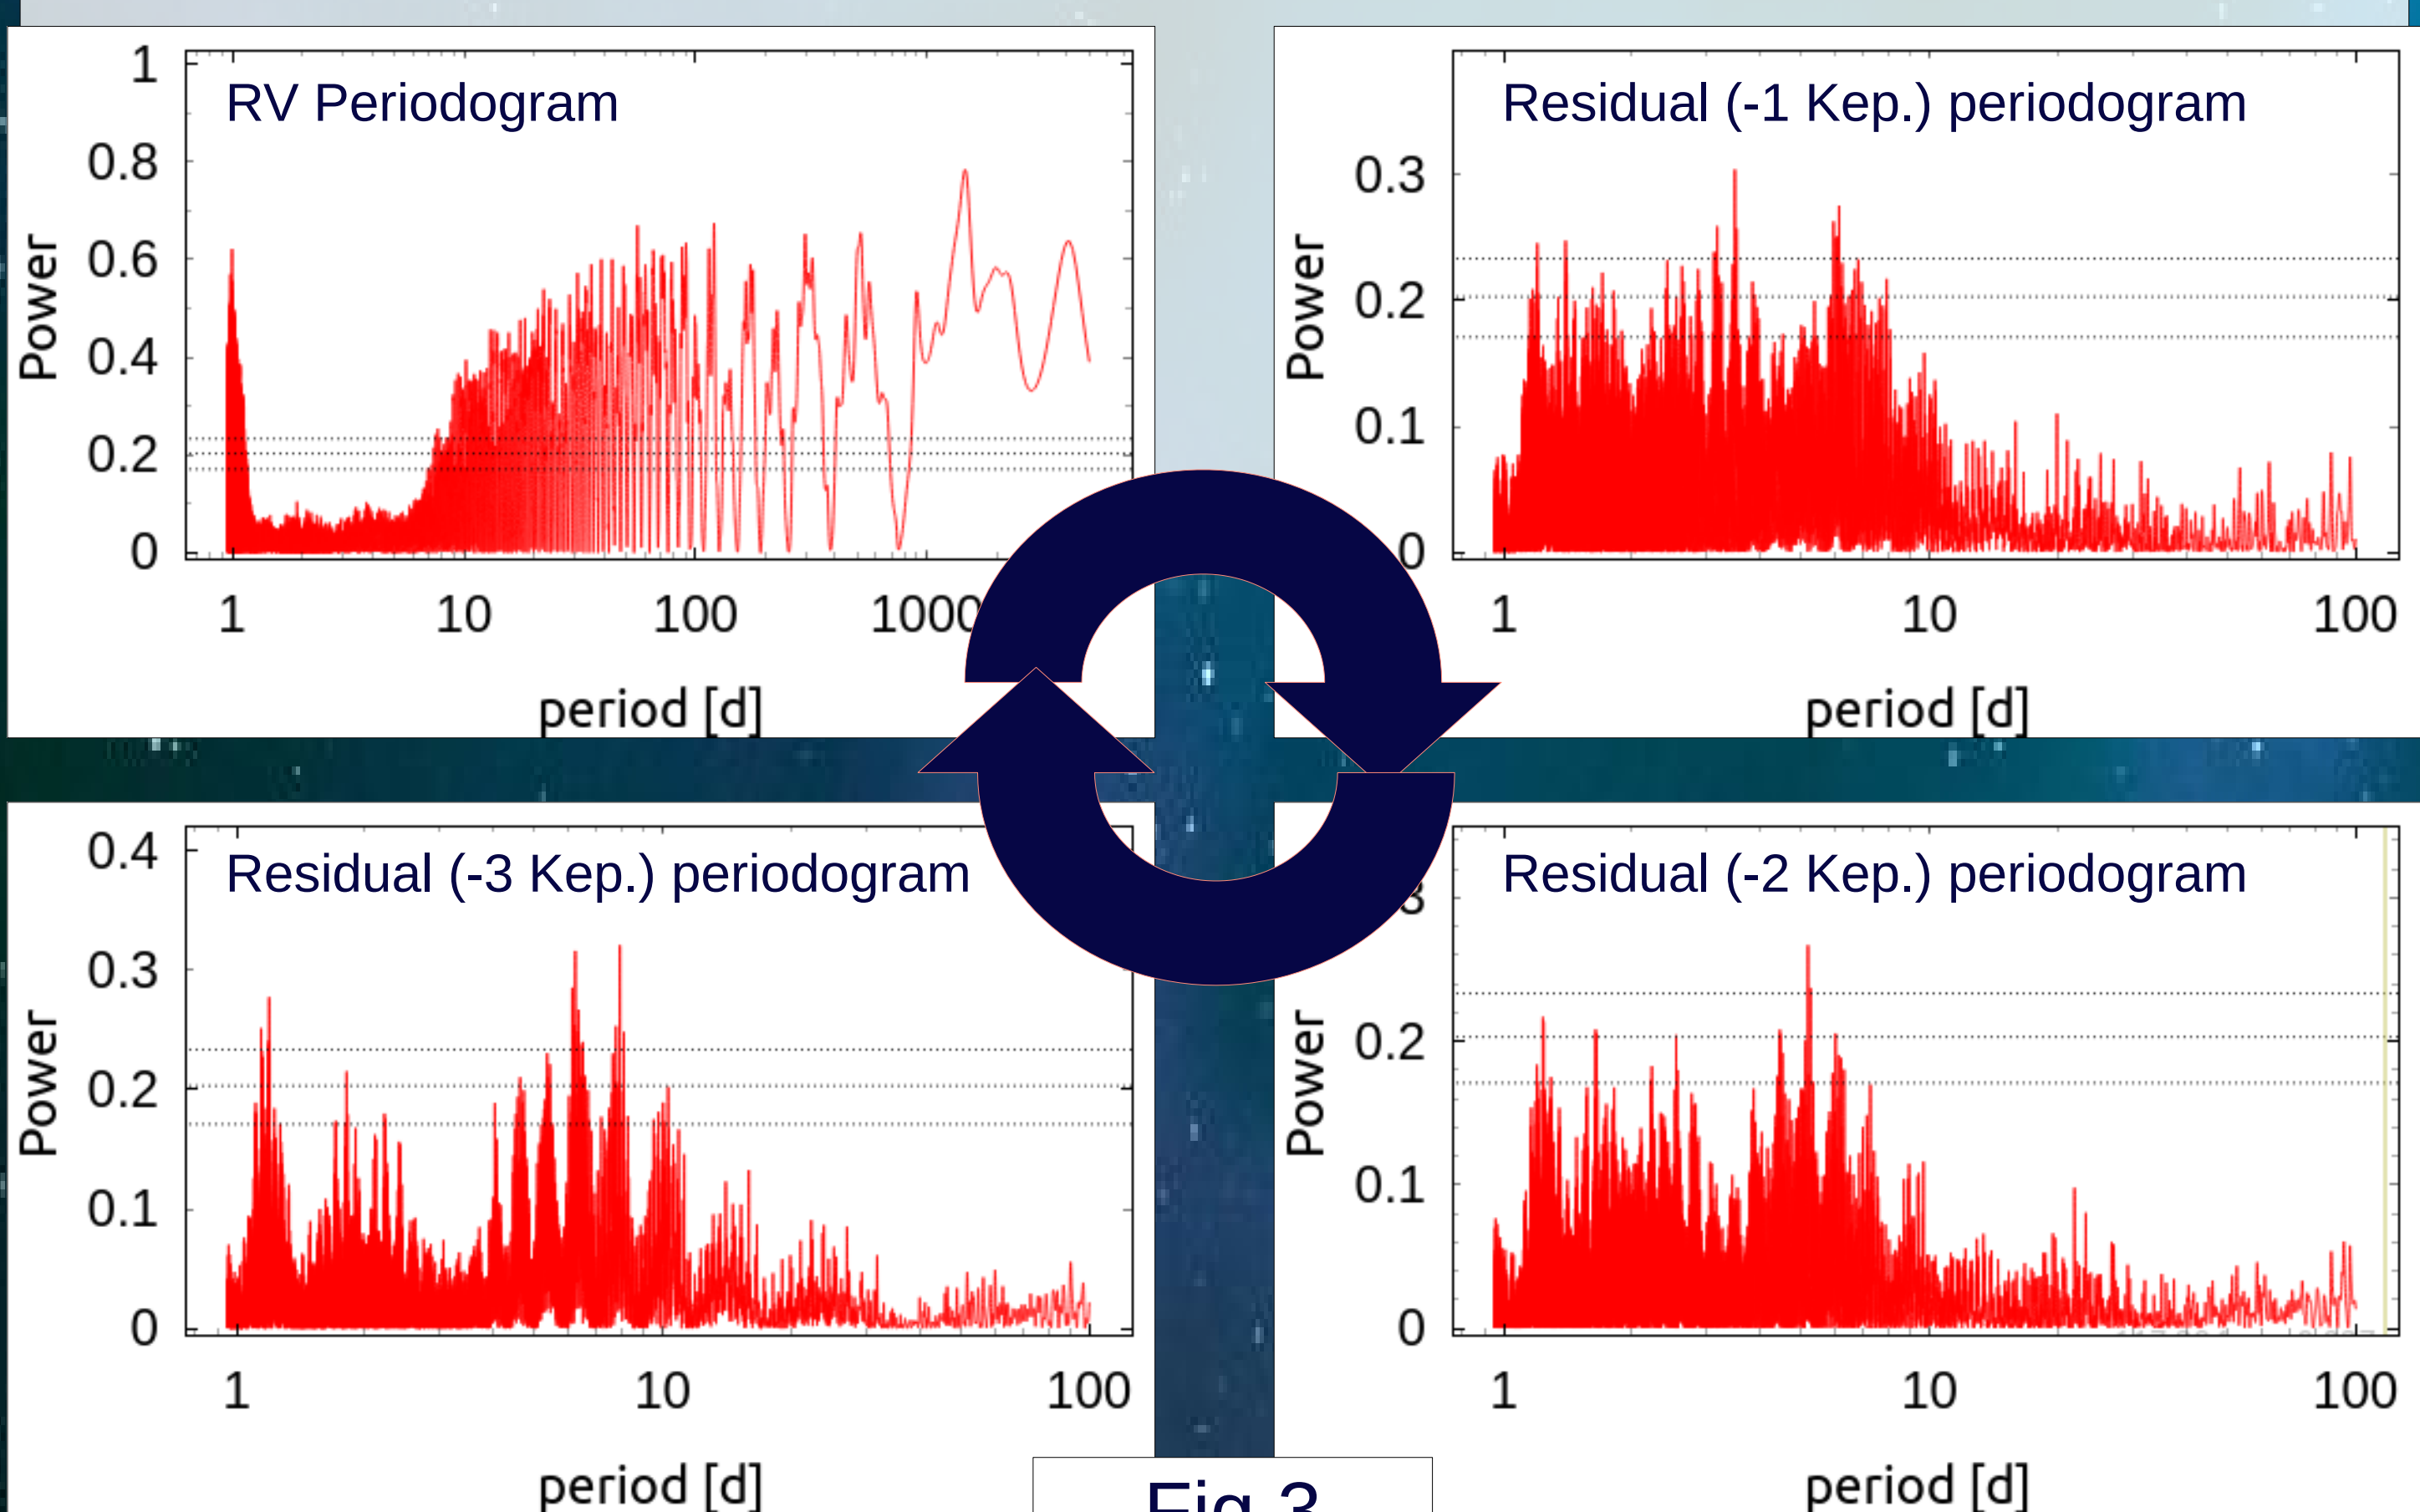 RV Periodogram
1
0.8
0.6
0.4
0.2
0
Power
1 10 100 1000
period [d]
Residual (-1 Kep.) periodogram
0.3
0.2
0.1
0
Power
1 10 100
period [d]
Residual (-3 Kep.) periodogram
0.4
0.3
0.2
0.1
0
Power
1 10 100
period [d]
Residual (-2 Kep.) periodogram
3
0.2
0.1
0
Power
1 10 100
period [d]
Fig.3